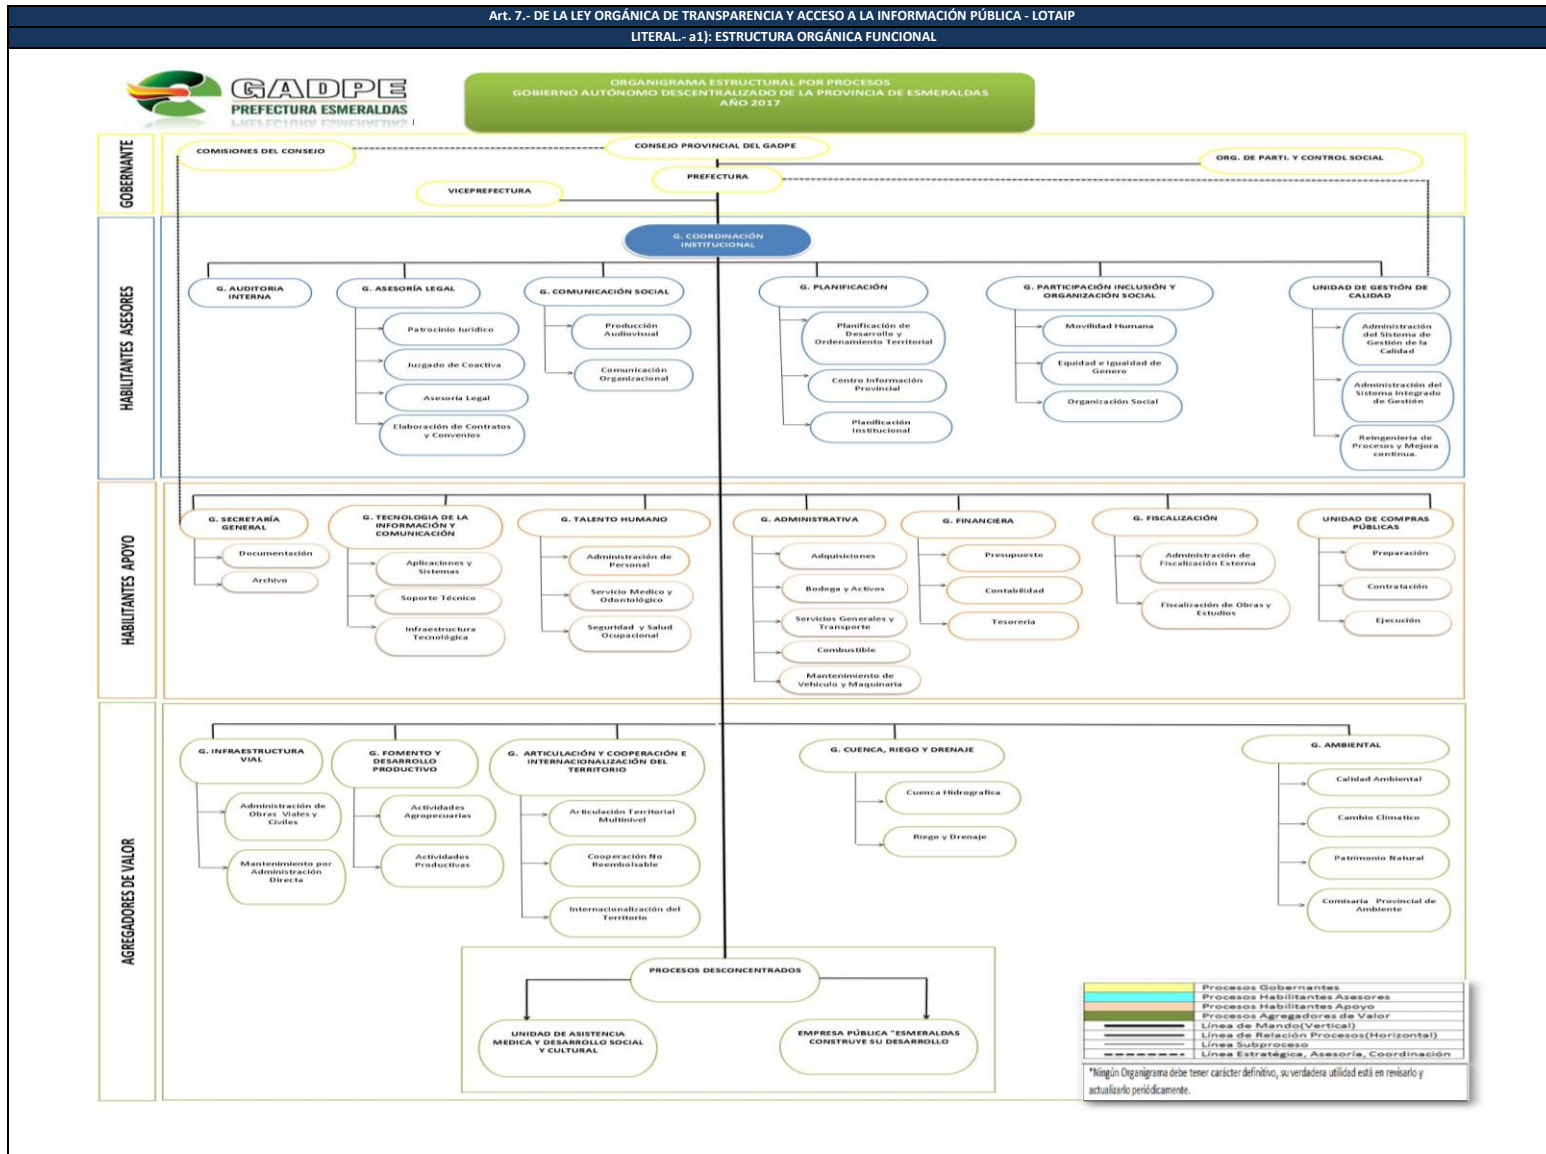 Art. 7.- DE LA LEY ORGÁNICA DE TRANSPARENCIA Y ACCESO A LA INFORMACIÓN PÚBLICA - LOTAIP
LITERAL.- a1): ESTRUCTURA ORGÁNICA FUNCIONAL
GADPE
PREFECTURA ESMERALDAS
ORGANIGRAMA ESTRUCTURAL POR PROCESOS
GOBIERNO AUTÓNOMO DESCENTRALIZADO DE LA PROVINCIA DE ESMERALDAS
AÑO 2017
GOBERNANTE
COMISIONES DEL CONSEJO
CONSEJO PROVINCIAL DEL GADPE
ORG. DE PARTI. Y CONTROL SOCIAL
PREFECTURA
VICEPREFECTURA
HABILITANTES ASESORES
G. COORDINACIÓN
INSTITUCIONAL
G. AUDITORIA
INTERNA
G. ASESORÍA LEGAL
Patrocinio Jurídico
Juzgado de Coactiva
Asesoría Legal
Elaboración de Contratos
y Convenios
G. COMUNICACIÓN SOCIAL
Producción
Audiovisual
Comunicación
Organizacional
G. PLANIFICACIÓN
Planificación de
Desarrollo y
Ordenamiento Territorial
Centro Información
Provincial
Planificación
Institucional
G. PARTICIPACIÓN INCLUSIÓN Y
ORGANIZACIÓN SOCIAL
Movilidad Humana
Equidad e Igualdad de
Genero
Organización Social
UNIDAD DE GESTIÓN DE
CALIDAD
Administración
del Sistema de
Gestión de la
Calidad
Administración del
Sistema Integrado
de Gestión
Reingeniería de
Procesos y Mejora
continua.
HABILITANTES APOYO
G. SECRETARÍA
GENERAL
Documentación
Archivo
G. TECNOLOGIA DE LA
INFORMACIÓN Y
COMUNICACIÓN
Aplicaciones y
Sistemas
Soporte Técnico
Infraestructura
Tecnológica
G. TALENTO HUMANO
Administración de
Personal
Servicio Medico y
Odontológico
Seguridad y Salud
Ocupacional
G. ADMINISTRATIVA
Adquisiciones
Bodega y Activos
Servicios Generales y
Transporte
Combustible
Mantenimiento de
Vehiculo y Maquinaria
G. FINANCIERA
Presupuesto
Contabilidad
Tesoreria
G. FISCALIZACIÓN
Administración de
Fiscalización Externa
Fiscalización de Obras y
Estudios
UNIDAD DE COMPRAS
PÚBLICAS
Preparación
Contratación
Ejecución
AGREGADORES DE VALOR
G. INFRAESTRUCTURA
VIAL
Administración de
Obras Viales y
Civiles
Mantenimiento por
Administración
Directa
G. FOMENTO Y
DESARROLLO
PRODUCTIVO
Actividades
Agropecuarias
Actividades
Productivas
G. ARTICULACIÓN Y COOPERACIÓN E
INTERNACIONALIZACIÓN DEL
TERRITORIO
Articulación Territorial
Multinivel
Cooperación No
Reembolsable
Internacionalización del
Territorio
G. CUENCA, RIEGO Y DRENAJE
Cuenca Hidrografica
Riego y Drenaje
G. AMBIENTAL
Calidad Ambiental
Cambio Climatico
Patrimonio Natural
Comisaría Provincial de
Ambiente
PROCESOS DESCONCENTRADOS
UNIDAD DE ASISTENCIA
MEDICA Y DESARROLLO SOCIAL
Y CULTURAL
EMPRESA PÚBLICA "ESMERALDAS
CONSTRUYE SU DESARROLLO
Procesos Gobernantes
Procesos Habilitantes Asesores
Procesos Habilitantes Apoyo
Procesos Agregadores de Valor
Línea de Mando(Vertical)
Línea de Relación Procesos(Horizontal)
Línea Subproceso
Línea Estratégica, Asesoría, Coordinación
*Ningún Organigrama debe tener carácter definitivo, su verdadera utilidad está en revisarlo y
actualizarlo periódicamente.